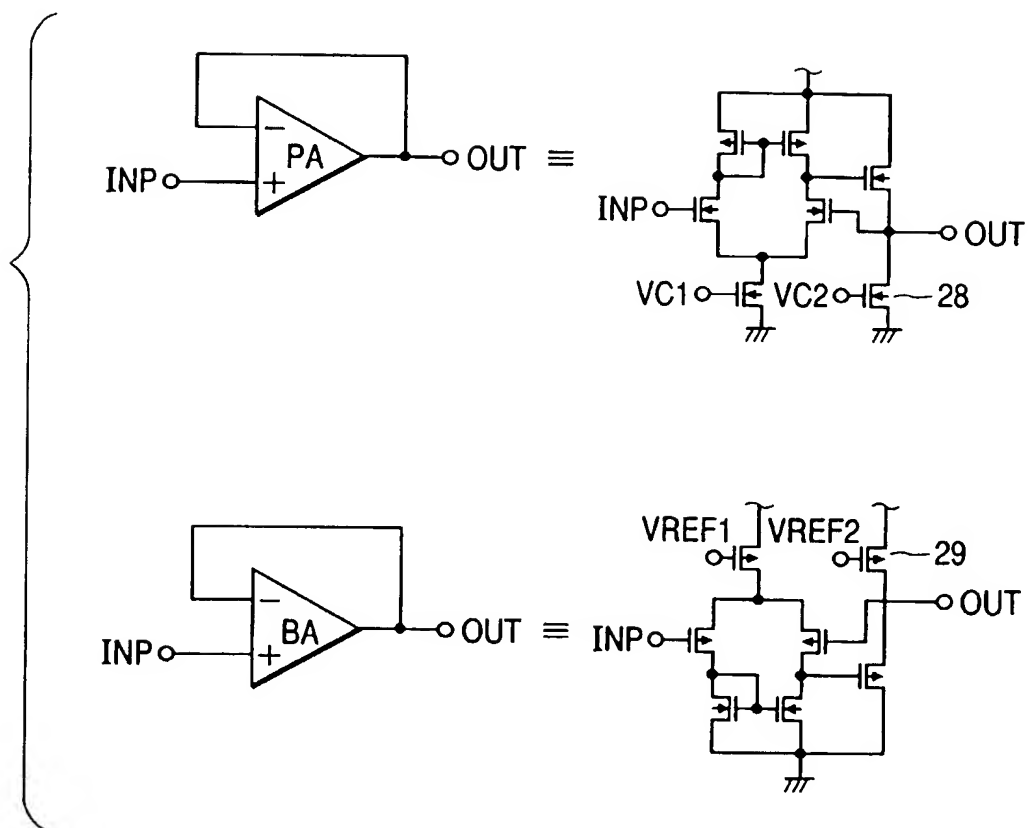 PA
INP
OUT ≡
INP
OUT
VC1
VC2
28
BA
INP
OUT ≡
VREF1
VREF2
29
OUT
INP